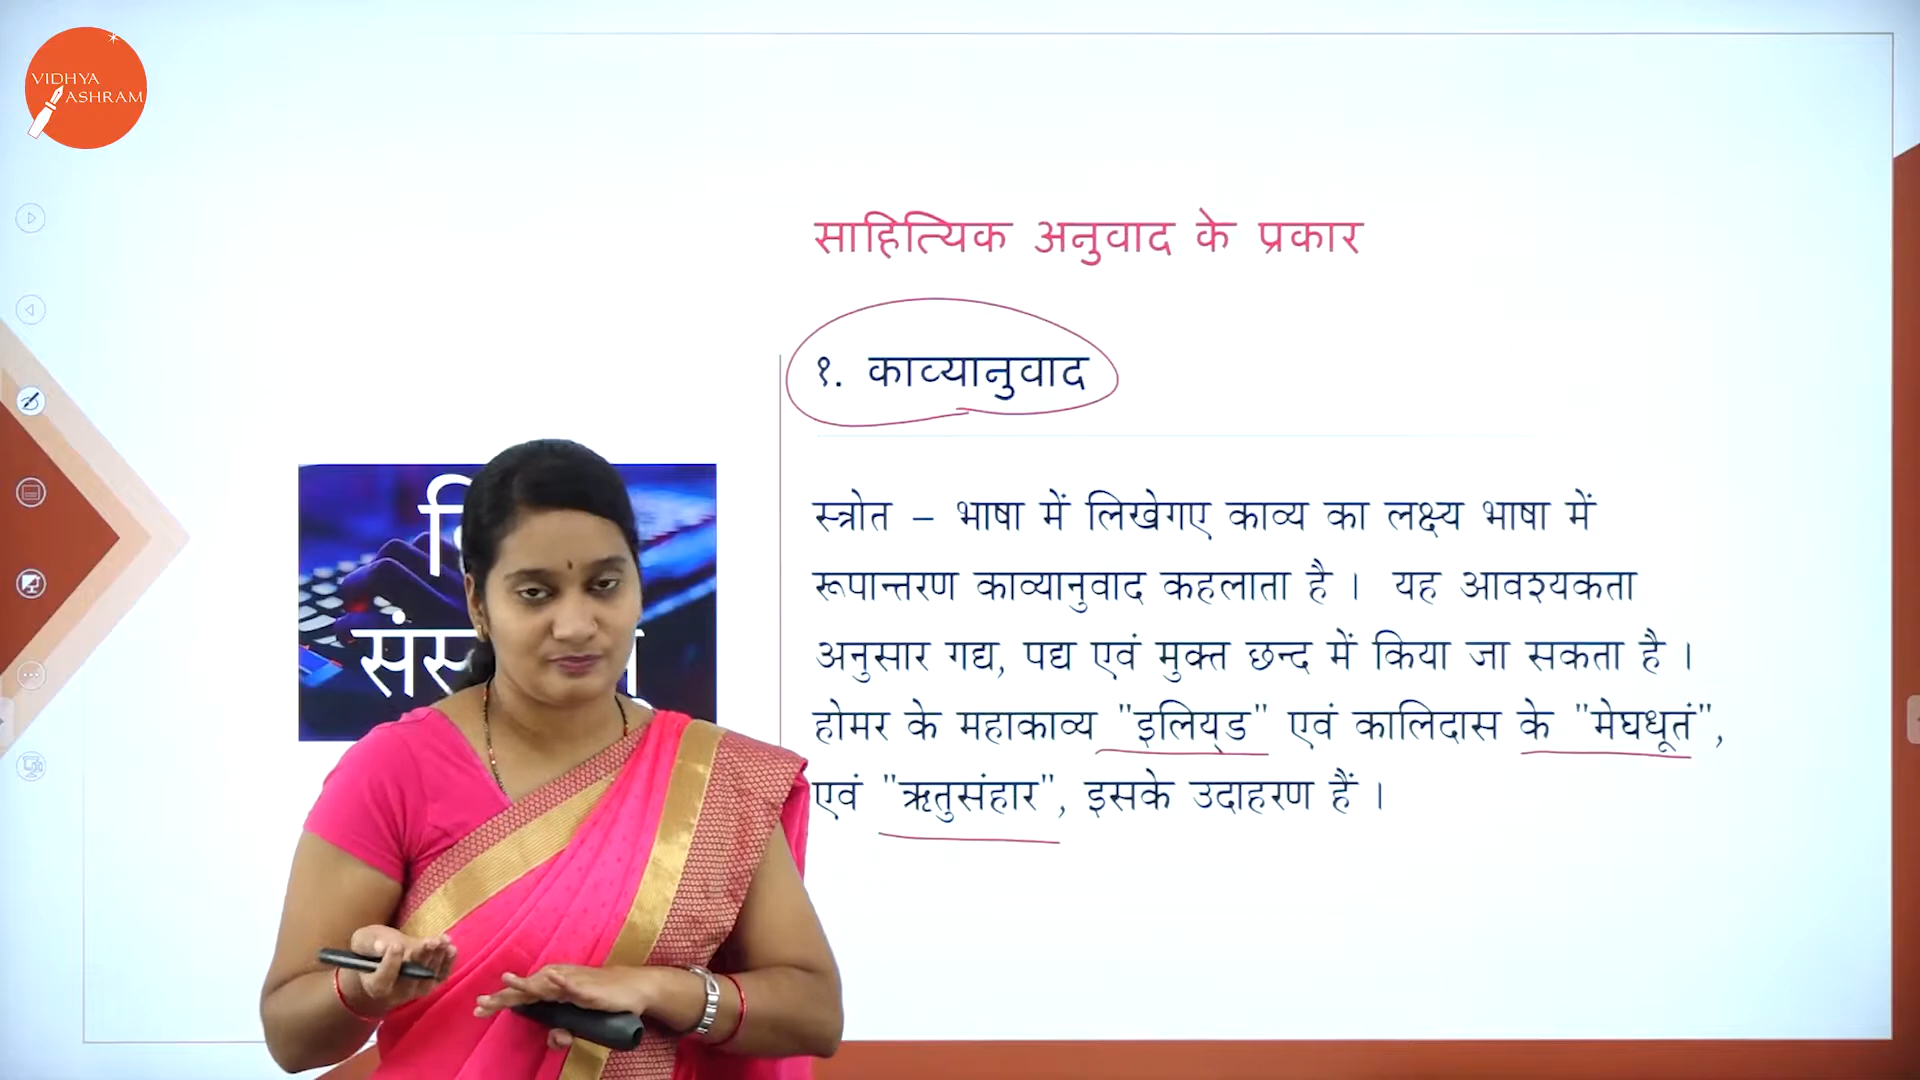 VIDHYA
ASHRAM
साहित्यिक अनुवाद के प्रकार
१. काव्यानुवाद
स्त्रोत – भाषा में लिखेगए काव्य का लक्ष्य भाषा में
रूपान्तरण काव्यानुवाद कहलाता है । यह आवश्यकता
अनुसार गद्य, पद्य एवं मुक्त छन्द में किया जा सकता है ।
होमर के महाकाव्य "इलिय्ड" एवं कालिदास के "मेघधूतं",
एवं "ऋतुसंहार", इसके उदाहरण हैं ।